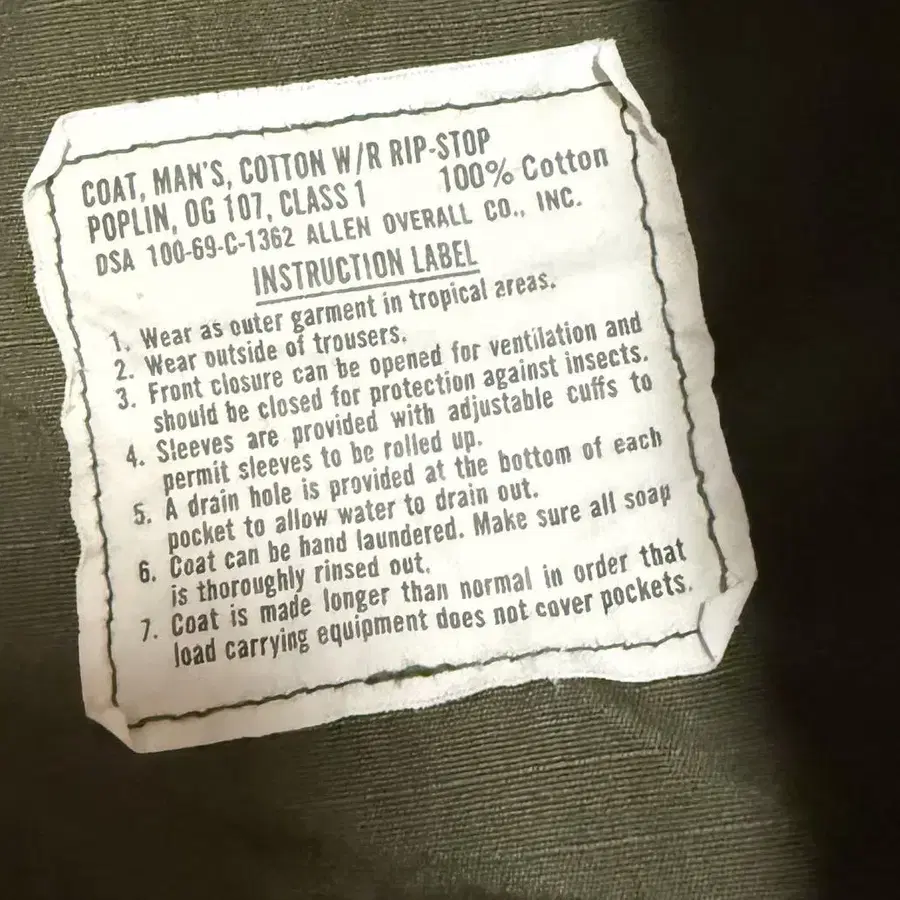 COAT, MAN'S, COTTON W/R RIP-STOP
POPLIN, OG 107, CLASS 1 100% Cotton
DSA 100-69-C-1362 ALLEN OVERALL CO., INC.
INSTRUCTION LABEL
1. Wear as outer garment in tropical areas.
2. Wear outside of trousers.
3. Front closure can be opened for ventilation and
should be closed for protection against insects.
4. Sleeves are provided with adjustable cuffs to
permit sleeves to be rolled up.
5. A drain hole is provided at the bottom of each
pocket to allow water to drain out.
6. Coat can be hand laundered. Make sure all soap
is thoroughly rinsed out.
7. Coat is made longer than normal in order that
load carrying equipment does not cover pockets.